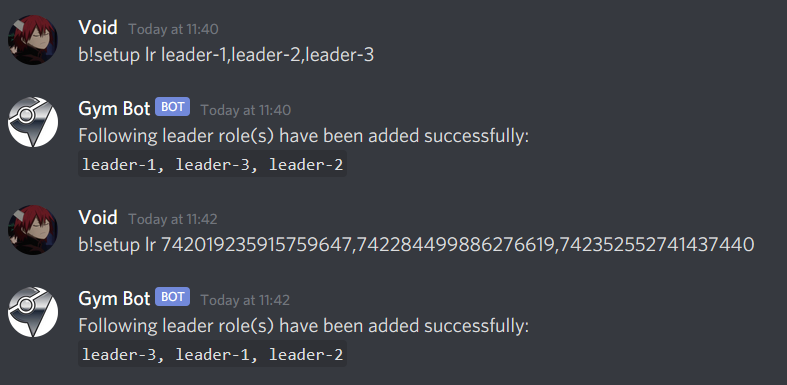 Void Today at 11:40
b!setup lr leader-1,leader-2,leader-3
Gym Bot BOT Today at 11:40
Following leader role(s) have been added successfully:
leader-1, leader-3, leader-2
Void Today at 11:42
b!setup lr 742019235915759647,742284499886276619,742352552741437440
Gym Bot BOT Today at 11:42
Following leader role(s) have been added successfully:
leader-3, leader-1, leader-2